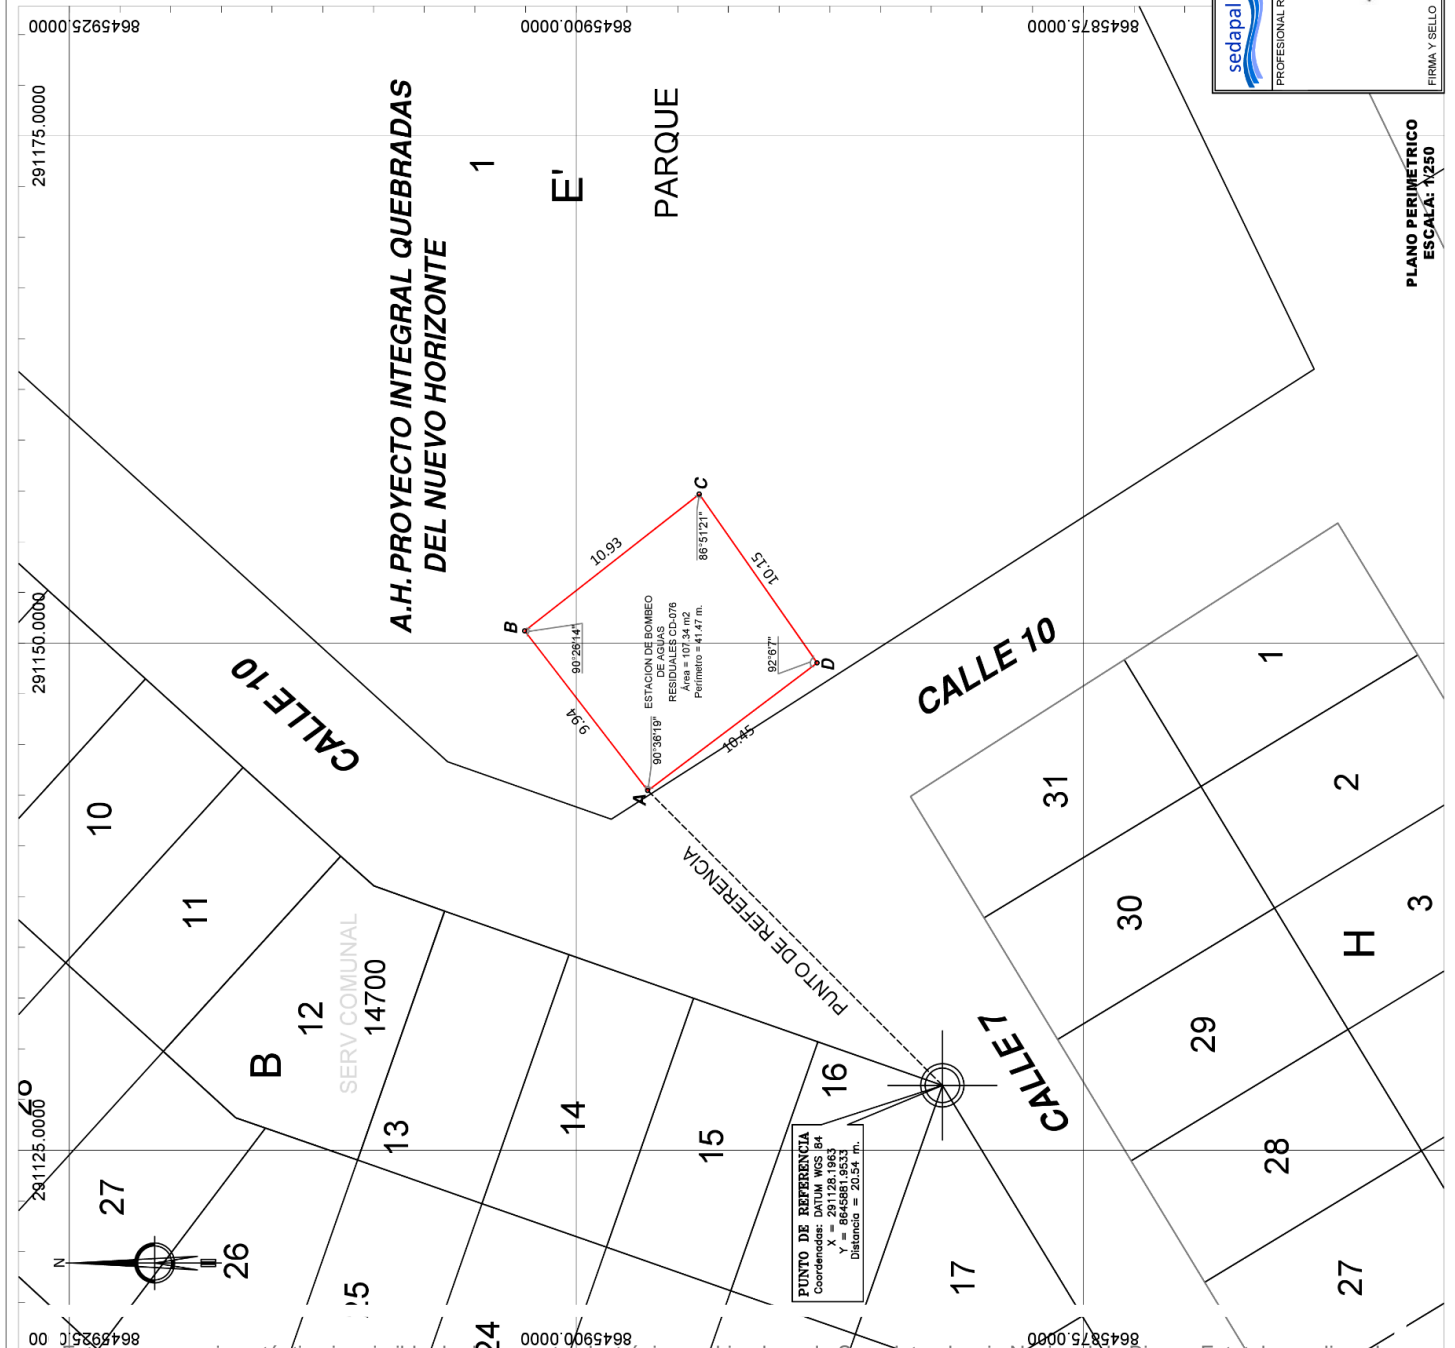 8645925.0000
8645900.0000
8645875.0000
291175.0000
291150.0000
291125.0000
A.H. PROYECTO INTEGRAL QUEBRADAS
DEL NUEVO HORIZONTE
1
E'
PARQUE
sedapal
FIRMA Y SELLO
PLANO PERIMETRICO
ESCALA: 1/250
CALLE 10
B
10.93
C
86°51'21"
10.15
90°26'14"
9.94
ESTACION DE BOMBEO
DE AGUAS
RESIDUALES CD-076
Área = 107.34 m2
Perímetro = 41.47 m.
92°6'7"
D
90°36'19"
10.45
A
CALLE 10
PUNTO DE REFERENCIA
10
11
12
SERV COMUNAL
14700
B
13
14
15
16
17
27
26
25
24
N
PUNTO DE REFERENCIA
Coordenadas: DATUM WGS 84
X = 291128.1963
Y = 8645881.9533
Distancia = 20.54 m.
CALLE 7
31
30
29
28
27
1
2
3
H
8645900.0000
8645875.0000